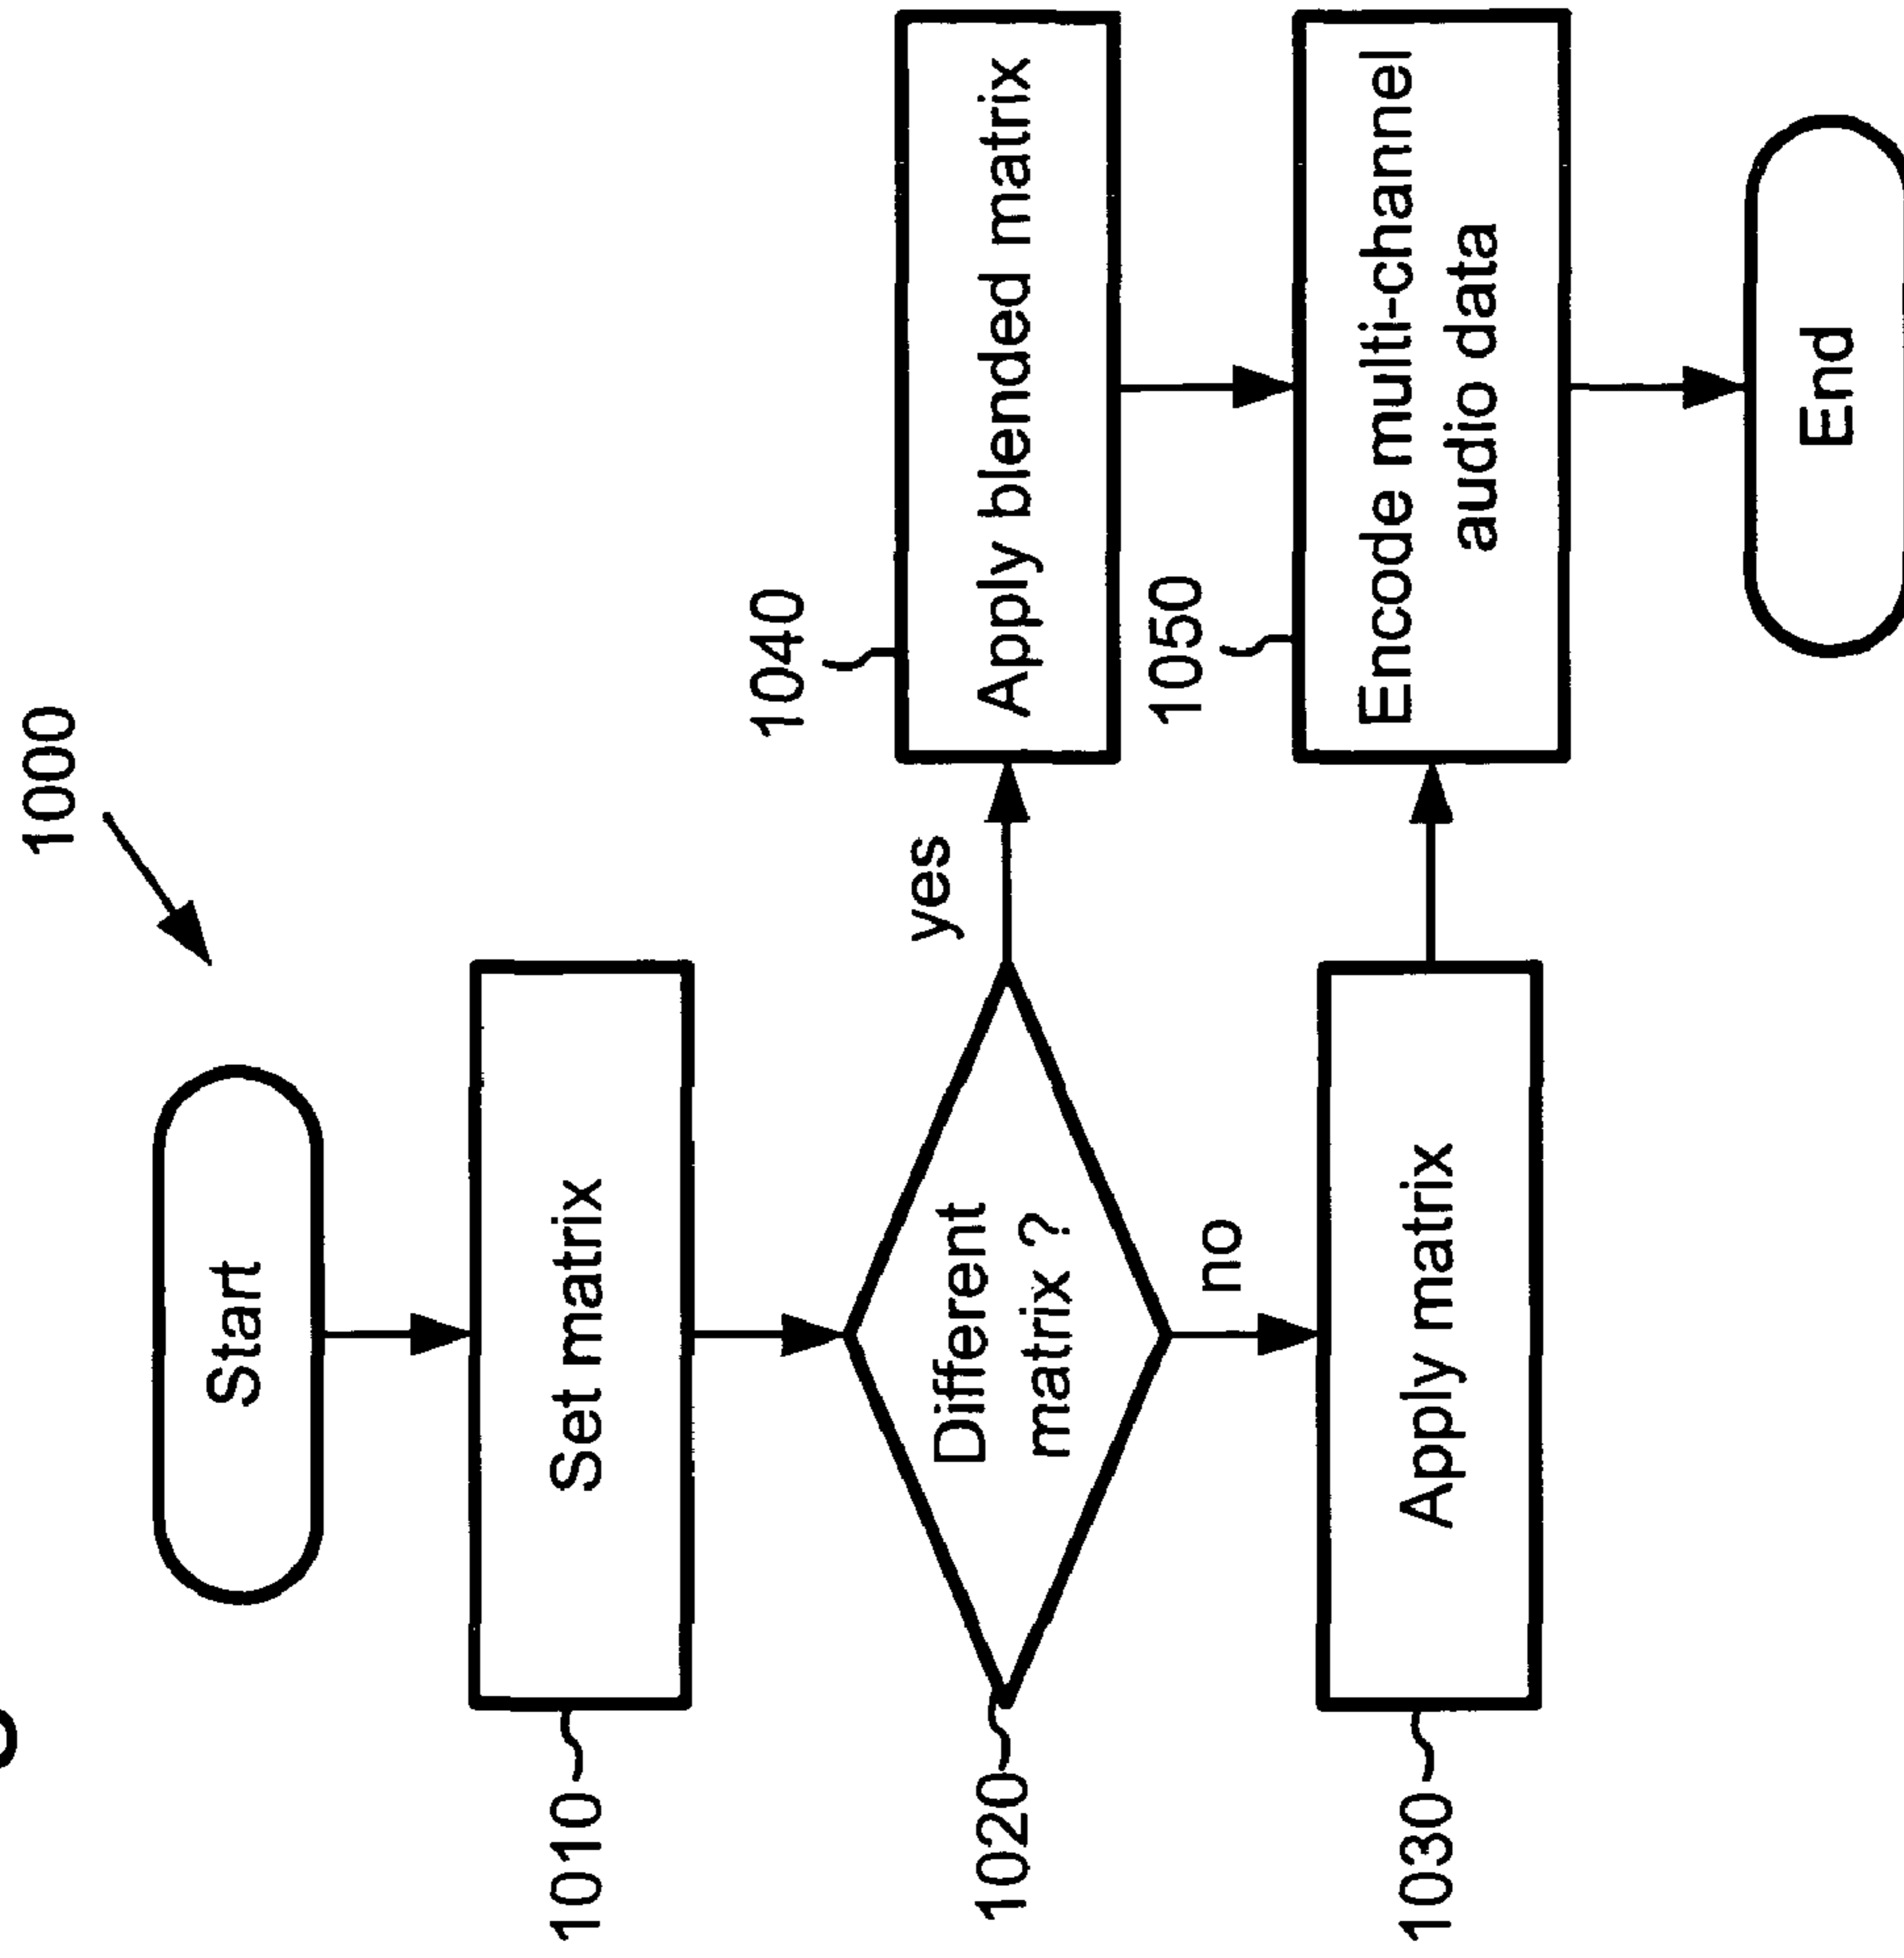 1000
Start
1010
Set matrix
1020
Different
matrix ?
yes
1040
Apply blended matrix
no
1030
Apply matrix
1050
Encode multi-channel
audio data
End